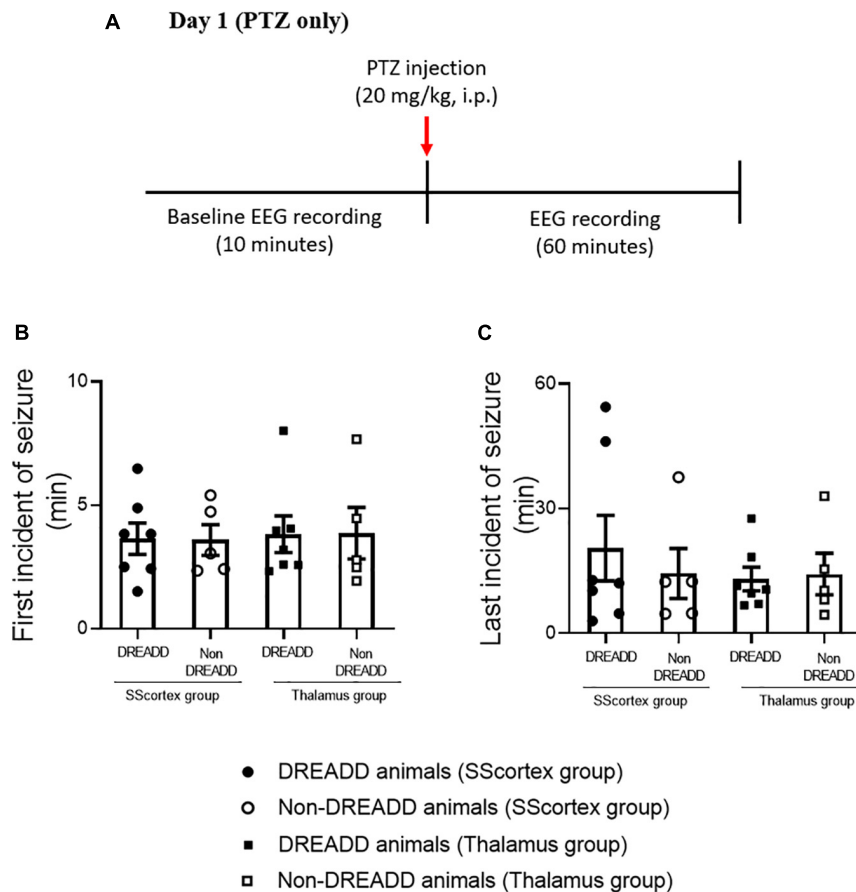 A
Day 1 (PTZ only)
PTZ injection
(20 mg/kg, i.p.)
Baseline EEG recording
(10 minutes)
EEG recording
(60 minutes)
B
First incident of seizure
(min)
10
5
0
DREADD
Non
DREADD
DREADD
Non
DREADD
SScortex group
Thalamus group
C
Last incident of seizure
(min)
60
30
0
DREADD
Non
DREADD
DREADD
Non
DREADD
SScortex group
Thalamus group
DREADD animals (SScortex group)
Non-DREADD animals (SScortex group)
DREADD animals (Thalamus group)
Non-DREADD animals (Thalamus group)